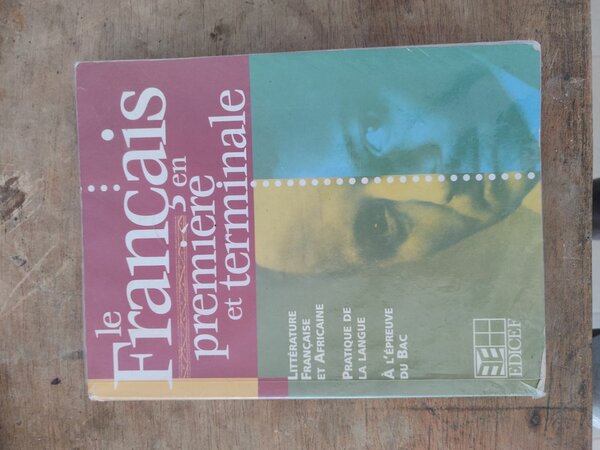 le
Français
en
première
et terminale
LITTÉRATURE
FRANÇAISE
ET AFRICAINE
PRATIQUE DE
LA LANGUE
À L'ÉPREUVE
DU BAC
EDICEF